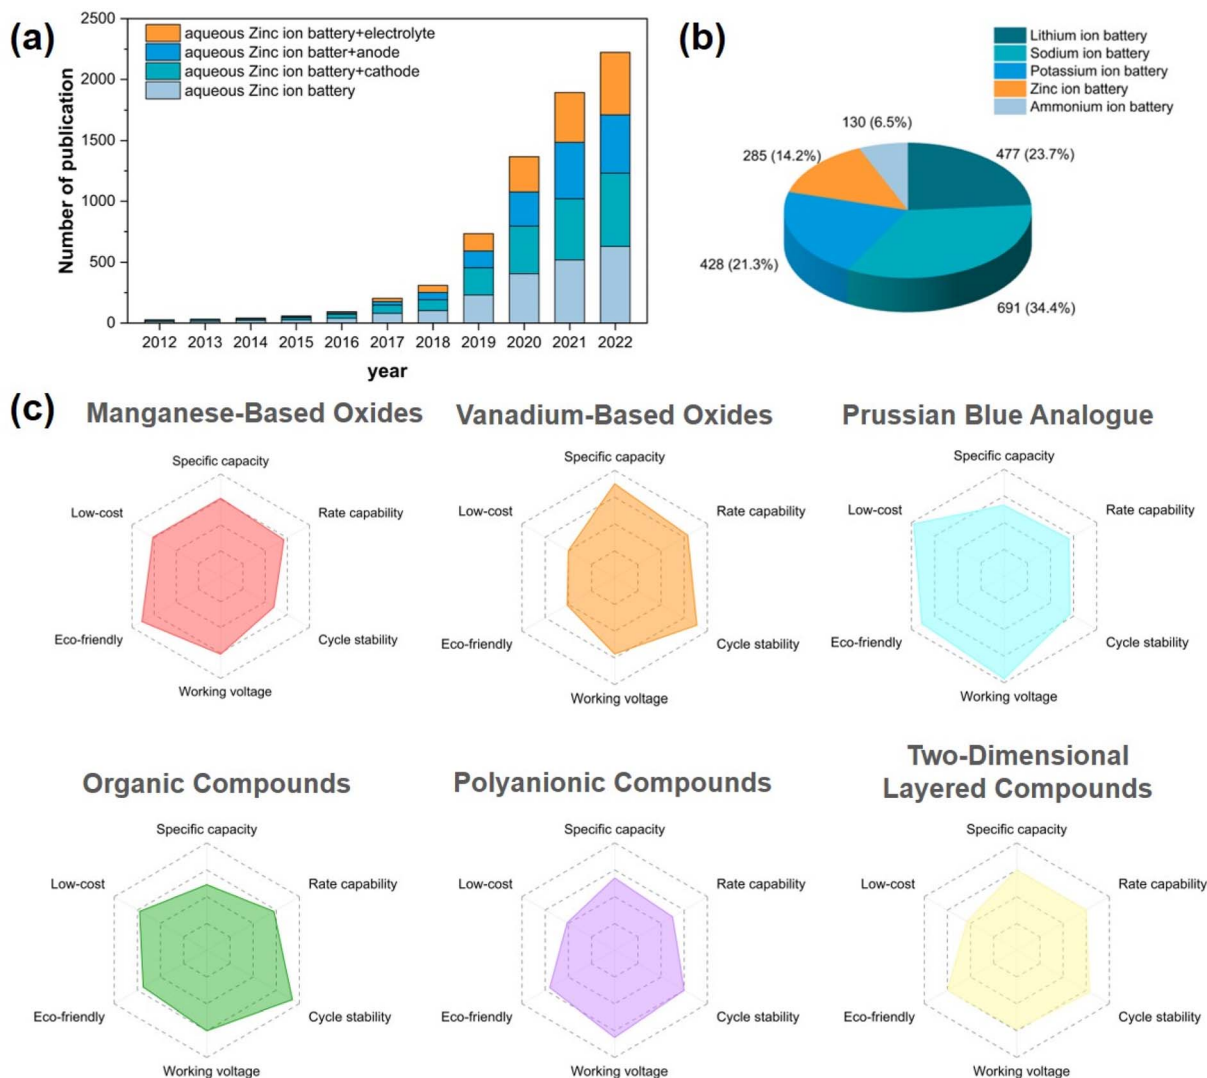 (a)
2500
2000
1500
1000
500
0
Number of publication
aqueous Zinc ion battery+electrolyte
aqueous Zinc ion batter+anode
aqueous Zinc ion battery+cathode
aqueous Zinc ion battery
2012 2013 2014 2015 2016 2017 2018 2019 2020 2021 2022
year
(b)
Lithium ion battery
Sodium ion battery
Potassium ion battery
Zinc ion battery
Ammonium ion battery
130 (6.5%)
285 (14.2%)
477 (23.7%)
428 (21.3%)
691 (34.4%)
(c)
Manganese-Based Oxides
Specific capacity
Low-cost
Rate capability
Eco-friendly
Cycle stability
Working voltage
Vanadium-Based Oxides
Specific capacity
Low-cost
Rate capability
Eco-friendly
Cycle stability
Working voltage
Prussian Blue Analogue
Specific capacity
Low-cost
Rate capability
Eco-friendly
Cycle stability
Working voltage
Organic Compounds
Specific capacity
Low-cost
Rate capability
Eco-friendly
Cycle stability
Working voltage
Polyanionic Compounds
Specific capacity
Low-cost
Rate capability
Eco-friendly
Cycle stability
Working voltage
Two-Dimensional
Layered Compounds
Specific capacity
Low-cost
Rate capability
Eco-friendly
Cycle stability
Working voltage